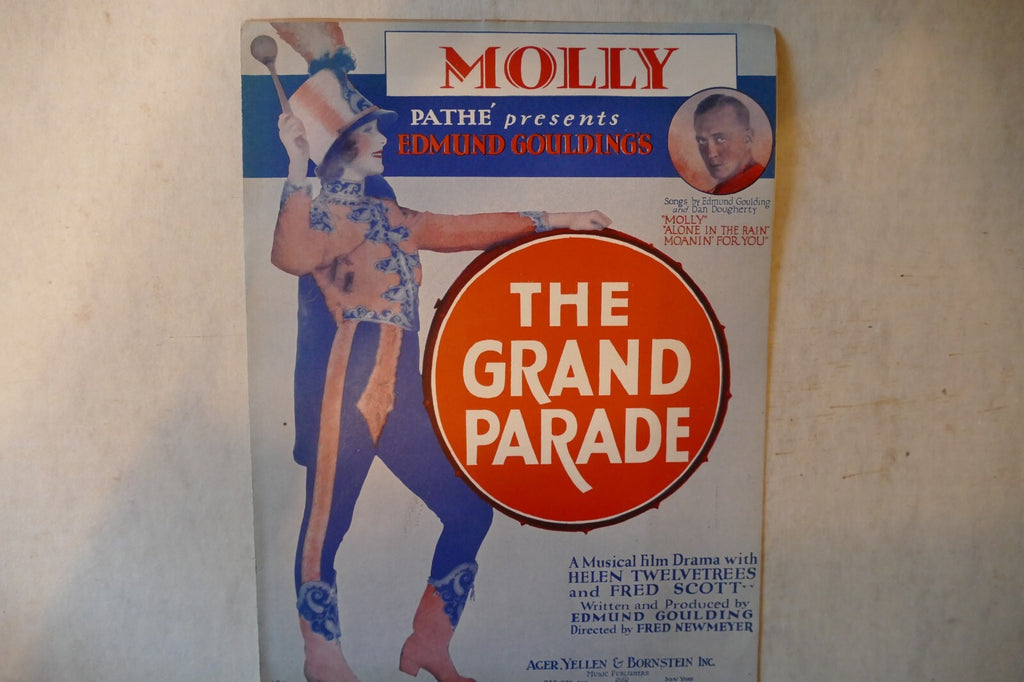 MOLLY
PATHÉ presents
EDMUND GOULDING'S
Songs by Edmund Goulding
and Dan Dougherty
"MOLLY"
"ALONE IN THE RAIN"
MOANIN' FOR YOU"
THE
GRAND
PARADE
A Musical Film Drama with
HELEN TWELVETREES
and FRED SCOTT--
Written and Produced by
EDMUND GOULDING
Directed by FRED NEWMEYER
AGER, YELLEN & BORNSTEIN INC.
MUSIC PUBLISHERS
NEW YORK